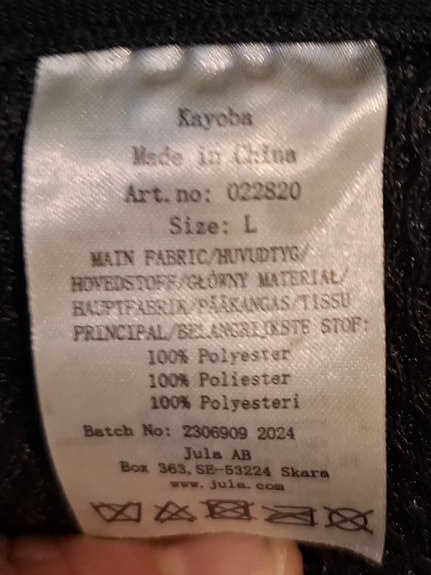 Kayoba
Made in China
Art.no: 022820
Size: L
MAIN FABRIC/HUVUDTYG/
HOVEDSTOFF/GŁÓWNY MATERIAŁ/
HAUPTFABRIK/PÄÄKANGAS/TISSU
PRINCIPAL/BELANGRIJKSTE STOF:
100% Polyester
100% Poliester
100% Polyesteri
Batch No: 2306909 2024
Jula AB
Box 363, SE-53224 Skara
www.jula.com